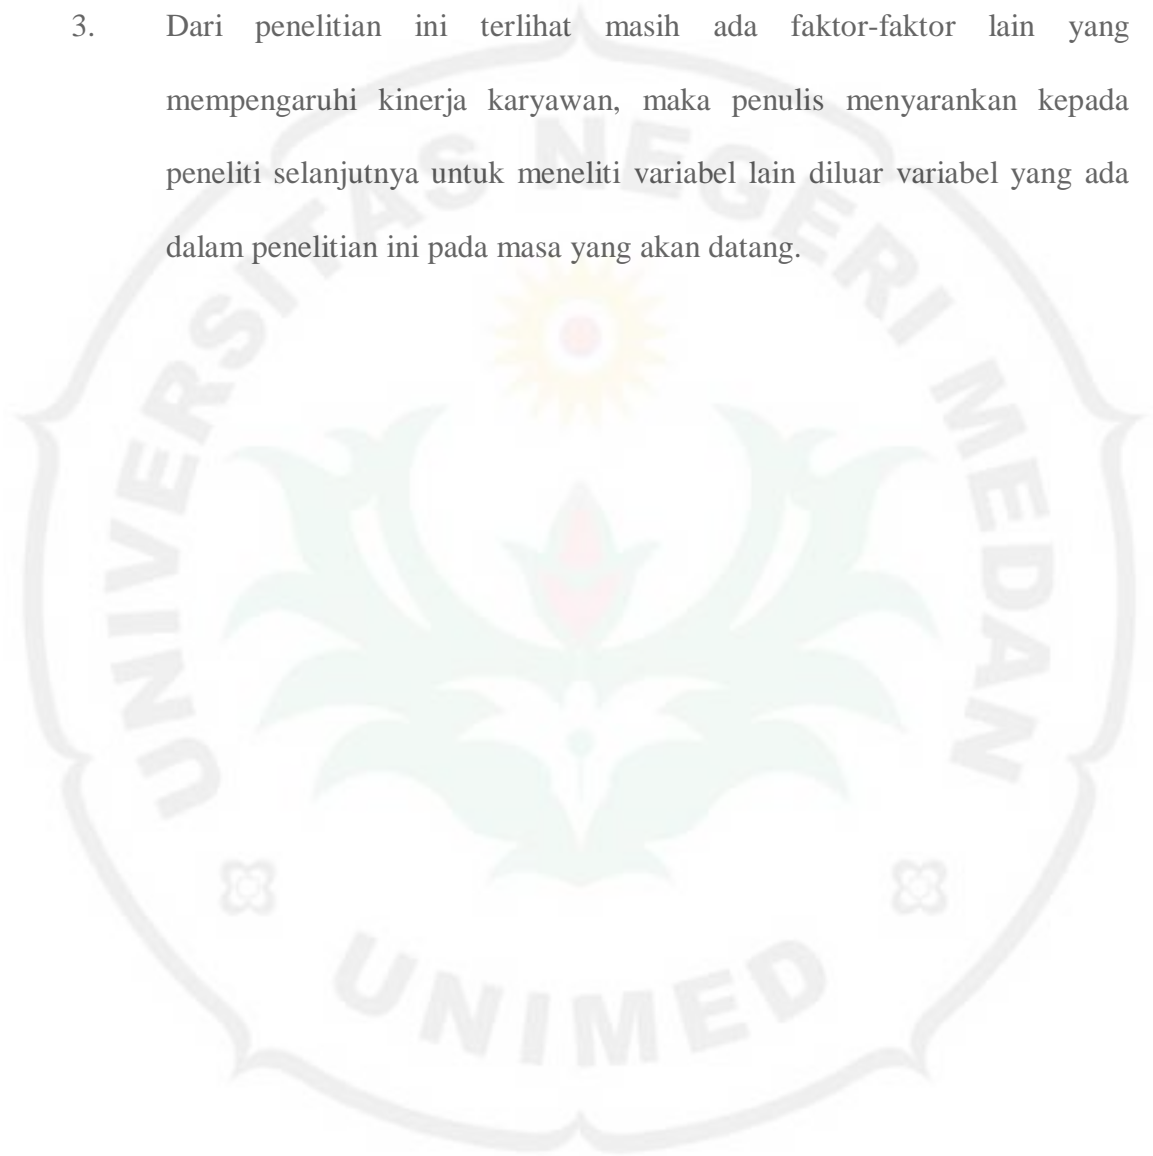 3. Dari penelitian ini terlihat masih ada faktor-faktor lain yang
mempengaruhi kinerja karyawan, maka penulis menyarankan kepada
peneliti selanjutnya untuk meneliti variabel lain diluar variabel yang ada
dalam penelitian ini pada masa yang akan datang.
UNIVERSITAS NEGERI MEDAN
UNIMED